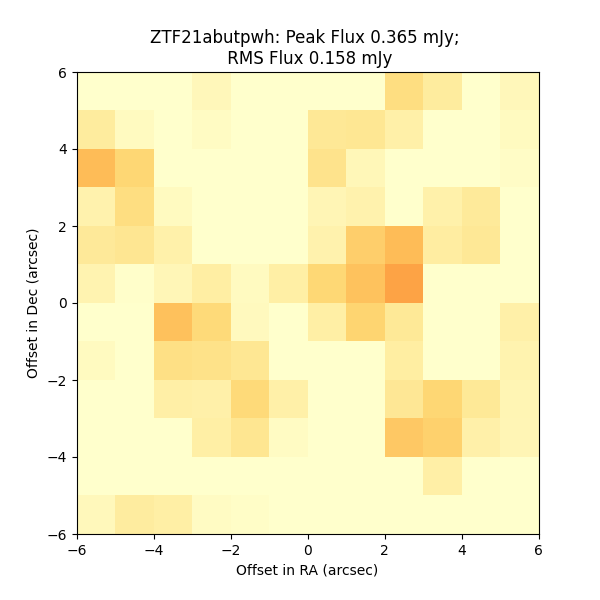 ZTF21abutpwh: Peak Flux 0.365 mJy;
RMS Flux 0.158 mJy
6
4
2
0
−2
−4
−6
Offset in Dec (arcsec)
−6 −4 −2 0 2 4 6
Offset in RA (arcsec)